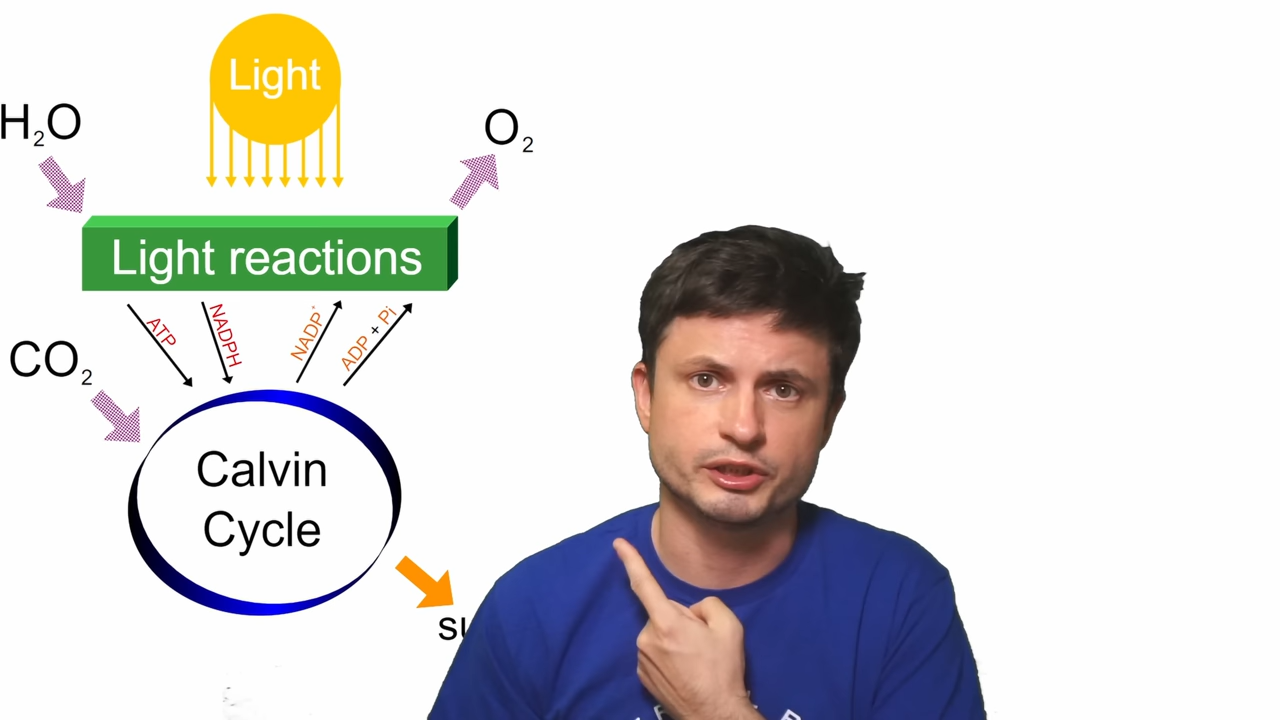 Light
H₂O
O₂
Light reactions
ATP
NADPH
NADP⁺
ADP + Pi
CO₂
Calvin
Cycle